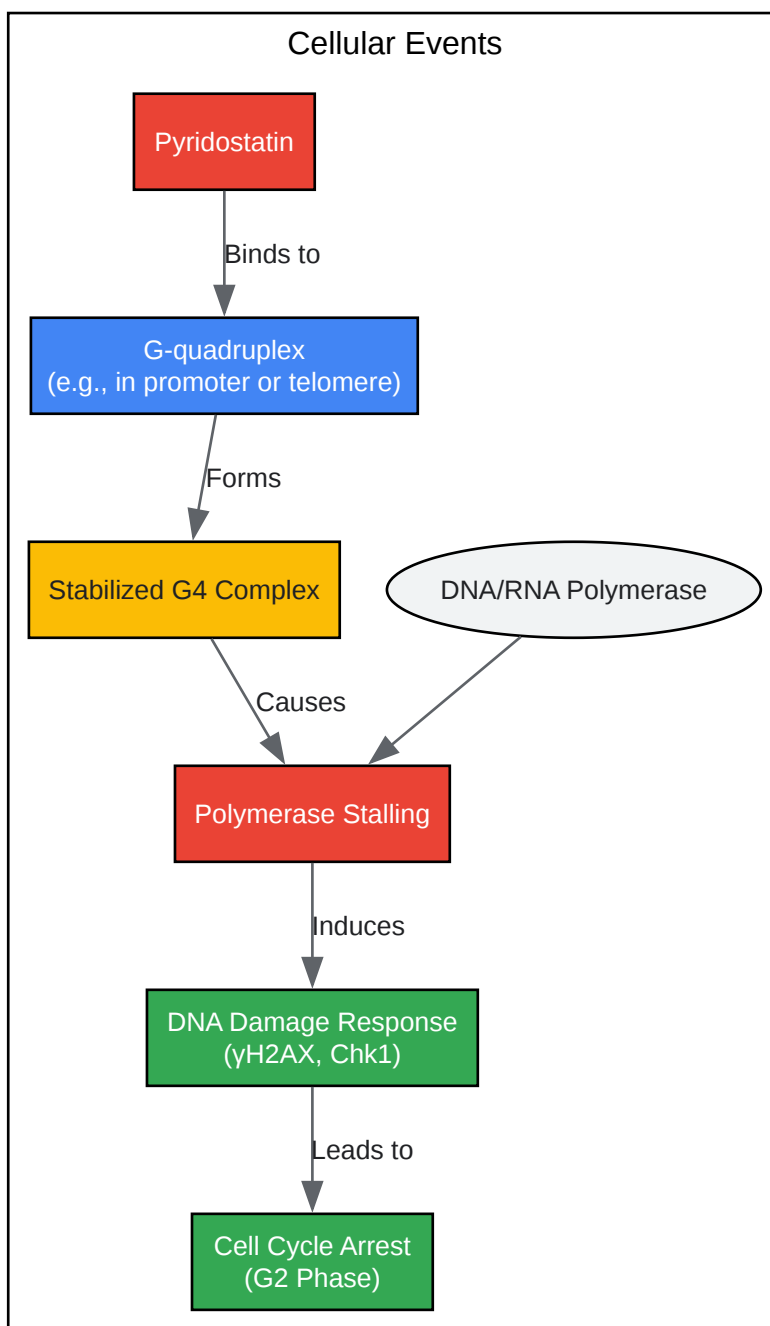 Cellular Events
Pyridostatin
Binds to
G-quadruplex
(e.g., in promoter or telomere)
Forms
Stabilized G4 Complex
DNA/RNA Polymerase
Causes
Polymerase Stalling
Induces
DNA Damage Response
(γH2AX, Chk1)
Leads to
Cell Cycle Arrest
(G2 Phase)